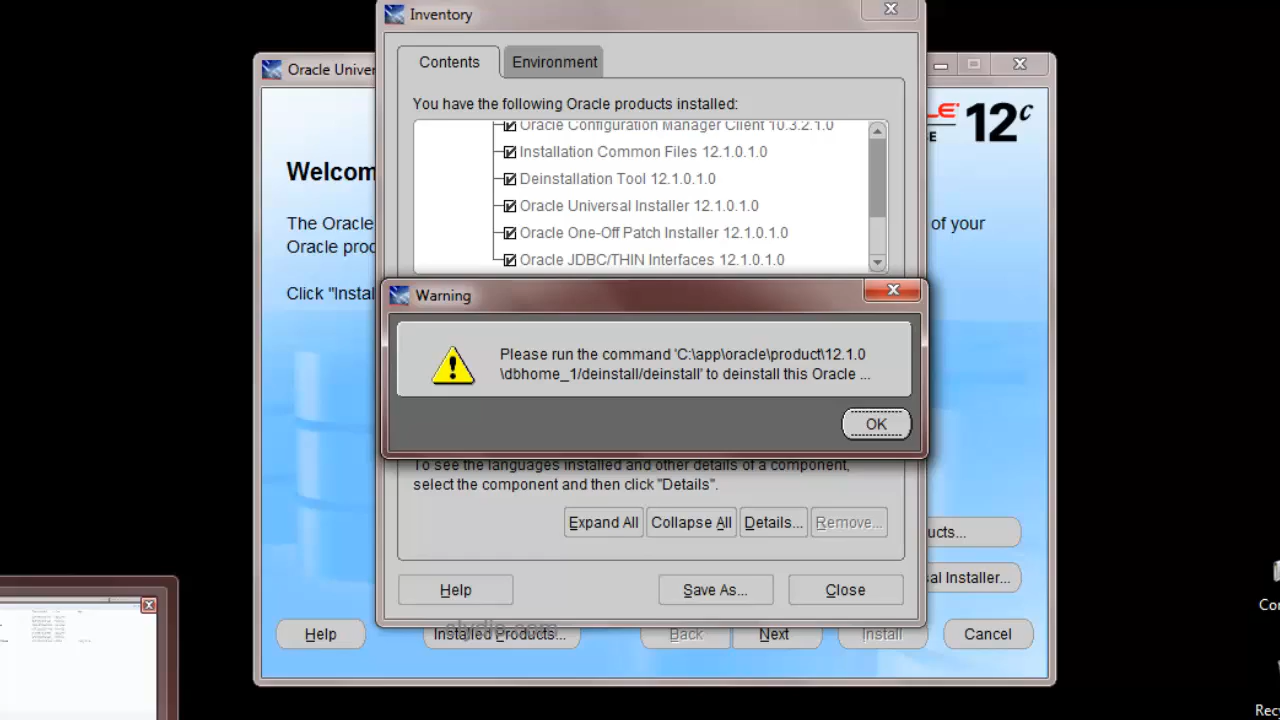 Inventory
Contents
Environment
You have the following Oracle products installed:
Oracle Configuration Manager Client 10.3.2.1.0
Installation Common Files 12.1.0.1.0
Deinstallation Tool 12.1.0.1.0
Oracle Universal Installer 12.1.0.1.0
Oracle One-Off Patch Installer 12.1.0.1.0
Oracle JDBC/THIN Interfaces 12.1.0.1.0
Warning
Please run the command 'C:\app\oracle\product\12.1.0
\dbhome_1/deinstall/deinstall' to deinstall this Oracle ...
OK
To see the languages installed and other details of a component,
select the component and then click "Details".
Expand All
Collapse All
Details...
Remove...
Help
Save As...
Close
Oracle Univer
12c
Welcom
The Oracle
of your
Oracle proc
Click "Instal
ucts...
al Installer...
Help
Installed Products...
Back
Next
Install
Cancel